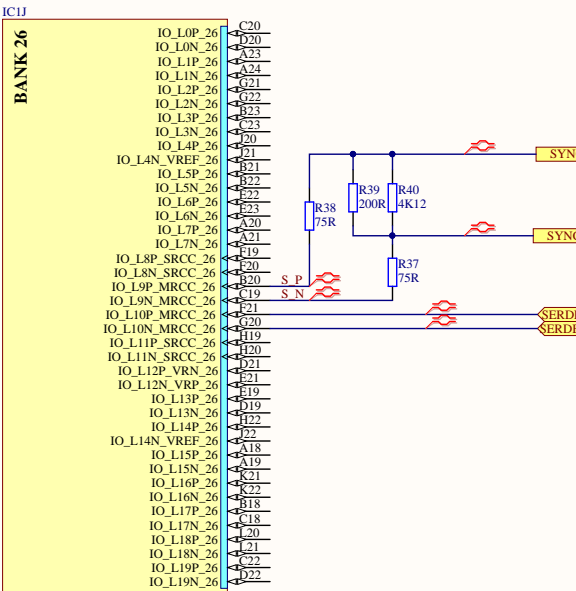 IC1J
BANK 26
IO_L0P_26 C20
IO_L0N_26 D20
IO_L1P_26 A23
IO_L1N_26 A24
IO_L2P_26 G21
IO_L2N_26 G22
IO_L3P_26 B23
IO_L3N_26 C23
IO_L4P_26 J20
IO_L4N_VREF_26 J21
IO_L5P_26 B21
IO_L5N_26 B22
IO_L6P_26 E22
IO_L6N_26 E23
IO_L7P_26 A20
IO_L7N_26 A21
IO_L8P_SRCC_26 F19
IO_L8N_SRCC_26 F20
IO_L9P_MRCC_26 B20 S_P
IO_L9N_MRCC_26 C19 S_N
IO_L10P_MRCC_26 F21
IO_L10N_MRCC_26 G20
IO_L11P_SRCC_26 H19
IO_L11N_SRCC_26 H20
IO_L12P_VRN_26 D21
IO_L12N_VRP_26 E21
IO_L13P_26 E19
IO_L13N_26 D19
IO_L14P_26 H22
IO_L14N_VREF_26 J22
IO_L15P_26 A18
IO_L15N_26 A19
IO_L16P_26 K21
IO_L16N_26 K22
IO_L17P_26 B18
IO_L17N_26 C18
IO_L18P_26 L20
IO_L18N_26 L21
IO_L19P_26 C22
IO_L19N_26 D22
R38
75R
R39
200R
R40
4K12
R37
75R
SYN
SYN
SERDE
SERDE